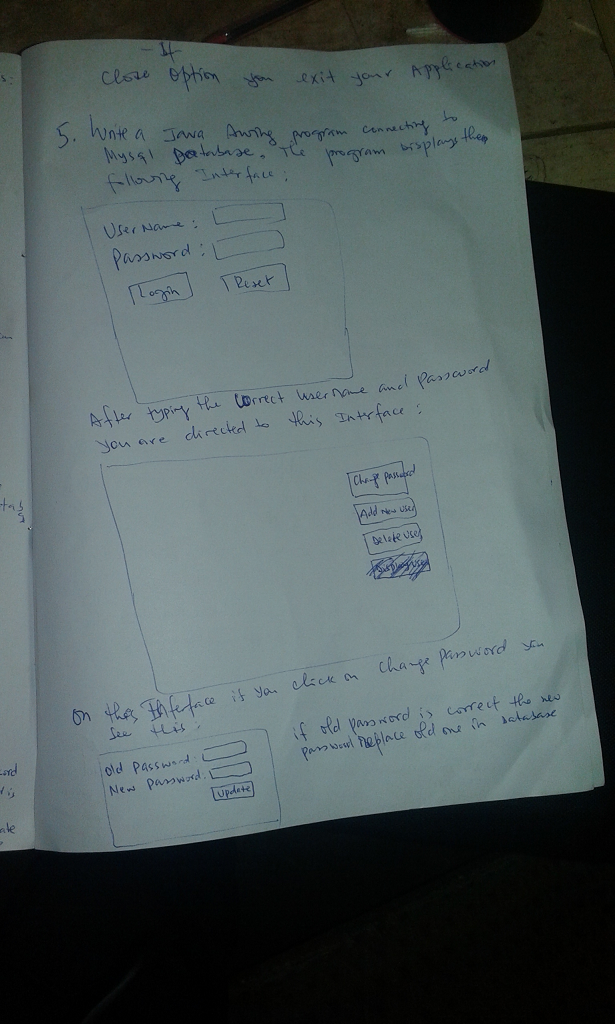 -4-
Close Option you exit your Application
5. Write a Java Swing program connecting to
Mysql Database. The program displays the
following Interface:
UserName:
Password:
Login Reset
After typing the correct Username and Password
you are directed to this Interface:
Change password
Add new user
Delete user
Display user
On this Interface if you click on Change Password you
see this:
Old Password:
New Password:
Update
if old password is correct the new
password replace old one in database